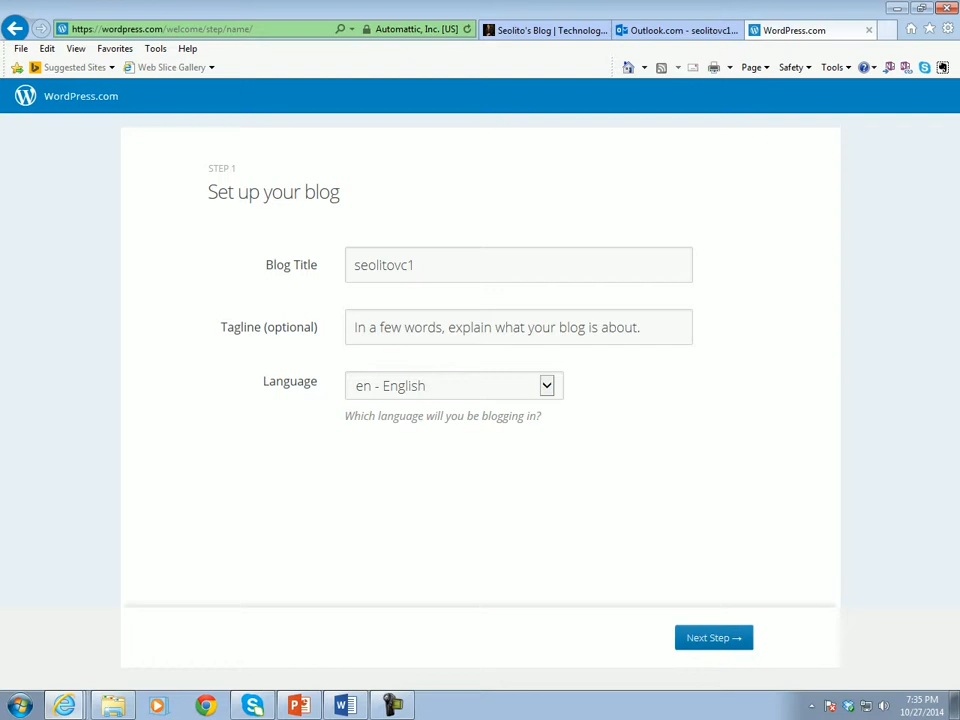 https://wordpress.com/welcome/step/name/
Automattic, Inc. [US]
Seolito's Blog | Technolog...
Outlook.com - seolitovc1...
WordPress.com
File Edit View Favorites Tools Help
Suggested Sites
Web Slice Gallery
Page
Safety
Tools
WordPress.com
STEP 1
Set up your blog
Blog Title
seolitovc1
Tagline (optional)
In a few words, explain what your blog is about.
Language
en - English
Which language will you be blogging in?
Next Step →
7:35 PM
10/27/2014